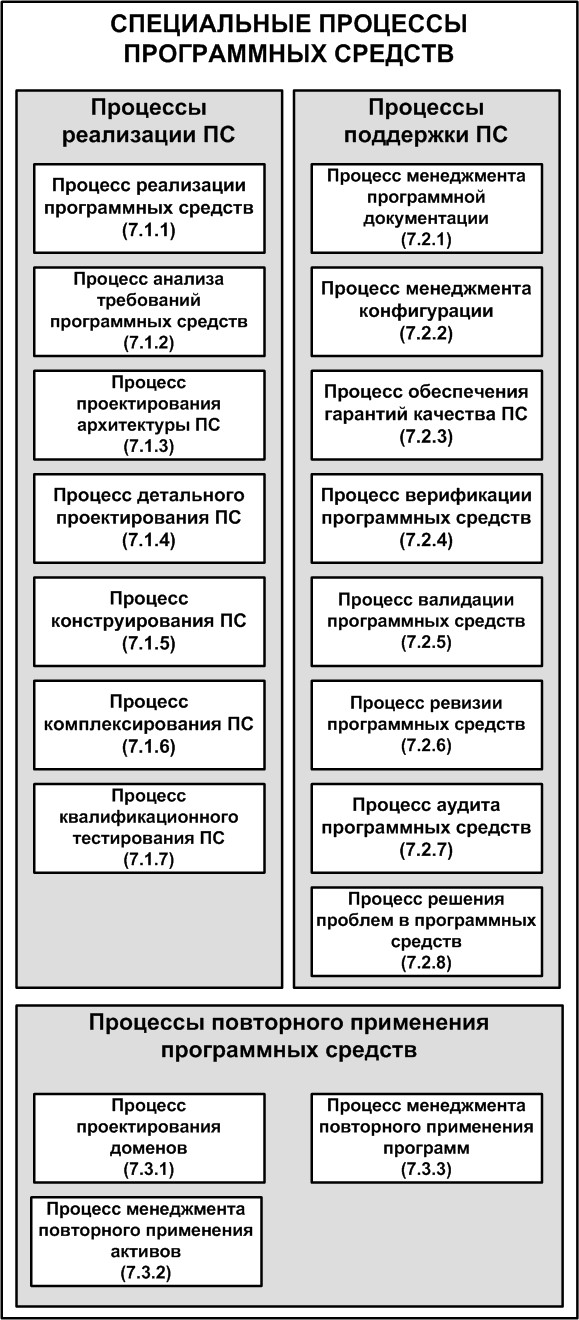 СПЕЦИАЛЬНЫЕ ПРОЦЕССЫ
ПРОГРАММНЫХ СРЕДСТВ
Процессы
реализации ПС
Процесс реализации
программных средств
(7.1.1)
Процесс анализа
требований
программных средств
(7.1.2)
Процесс
проектирования
архитектуры ПС
(7.1.3)
Процесс детального
проектирования ПС
(7.1.4)
Процесс
конструирования ПС
(7.1.5)
Процесс
комплексирования ПС
(7.1.6)
Процесс
квалификационного
тестирования ПС
(7.1.7)
Процессы
поддержки ПС
Процесс менеджмента
программной
документации
(7.2.1)
Процесс менеджмента
конфигурации
(7.2.2)
Процесс обеспечения
гарантий качества ПС
(7.2.3)
Процесс верификации
программных средств
(7.2.4)
Процесс валидации
программных средств
(7.2.5)
Процесс ревизии
программных средств
(7.2.6)
Процесс аудита
программных средств
(7.2.7)
Процесс решения
проблем в программных
средств
(7.2.8)
Процессы повторного применения
программных средств
Процесс
проектирования
доменов
(7.3.1)
Процесс менеджмента
повторного применения
активов
(7.3.2)
Процесс менеджмента
повторного применения
программ
(7.3.3)